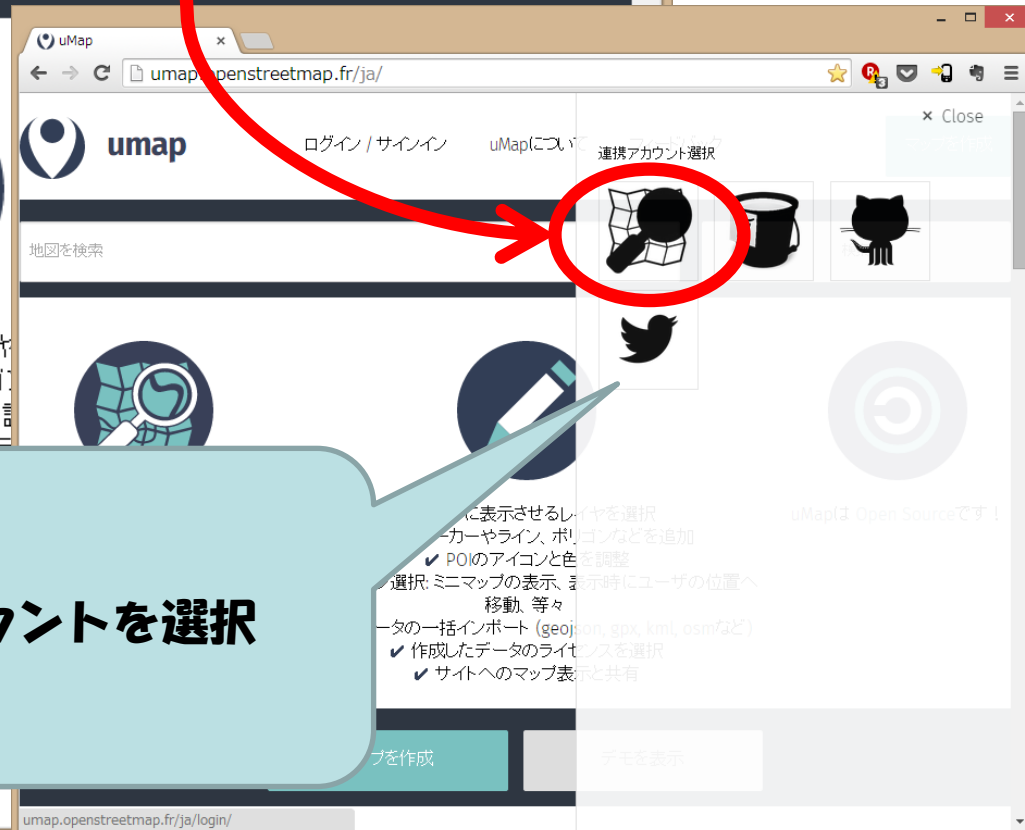 uMap
umap.openstreetmap.fr/ja/
× Close
umap
ログイン / サインイン
uMapについて
連携アカウント選択
地図を検索
に表示させるレイヤを選択
ーカーやライン、ポリゴンなどを追加
✔ POIのアイコンと色を調整
選択: ミニマップの表示、表示時にユーザの位置へ
移動、等々
ータの一括インポート (geojson, gpx, kml, osmなど)
✔ 作成したデータのライセンスを選択
✔ サイトへのマップ表示と共有
uMapは Open Sourceです!
ウントを選択
プを作成
デモを表示
umap.openstreetmap.fr/ja/login/